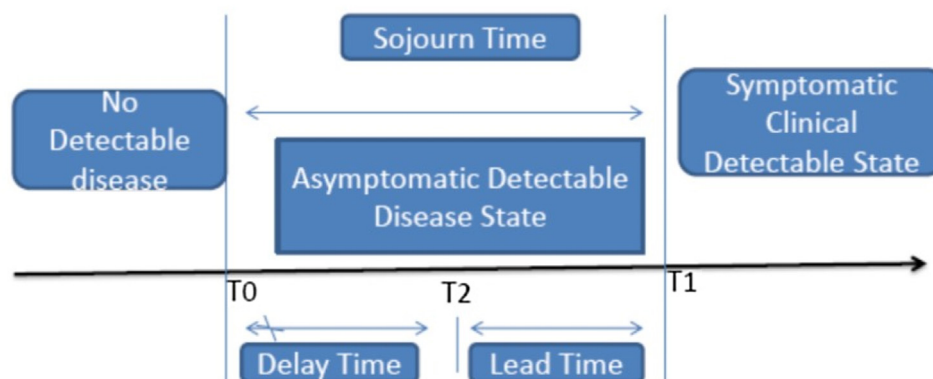 Sojourn Time
No
Detectable
disease
Asymptomatic Detectable
Disease State
Symptomatic
Clinical
Detectable State
T0
T2
T1
Delay Time
Lead Time